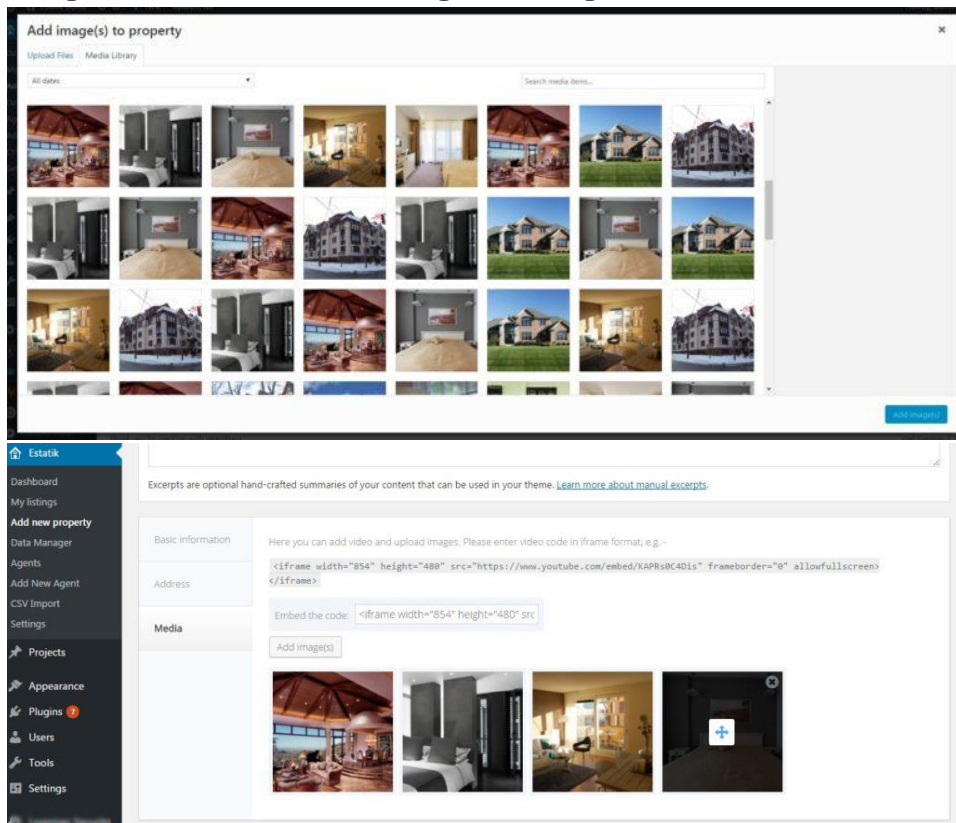 Add image(s) to property
Upload Files Media Library
All dates Search media items...
Add image(s)
Estatik
Dashboard
My listings
Add new property
Data Manager
Agents
Add New Agent
CSV Import
Settings
Projects
Appearance
Plugins 7
Users
Tools
Settings
Excerpts are optional hand-crafted summaries of your content that can be used in your theme. Learn more about manual excerpts.
Basic information
Address
Media
Here you can add video and upload images. Please enter video code in iframe format, e.g. -
<iframe width="854" height="480" src="https://www.youtube.com/embed/KAPRs0C4Dis" frameborder="0" allowfullscreen>
</iframe>
Embed the code: <iframe width="854" height="480" src
Add image(s)